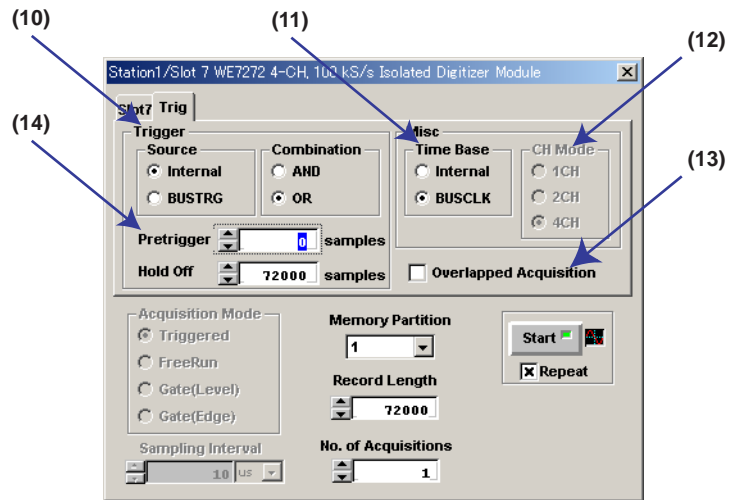 (10)
(11)
(12)
Station1/Slot 7 WE7272 4-CH, 100 kS/s Isolated Digitizer Module
Slot7 Trig
(14)
(13)
Trigger
Misc
Source
Combination
Time Base
CH Mode
Internal
AND
Internal
1CH
BUSTRG
OR
BUSCLK
2CH
4CH
Pretrigger 0 samples
Hold Off 72000 samples
Overlapped Acquisition
Acquisition Mode
Triggered
FreeRun
Gate(Level)
Gate(Edge)
Memory Partition
1
Start
Repeat
Record Length
72000
Sampling Interval
10 us
No. of Acquisitions
1